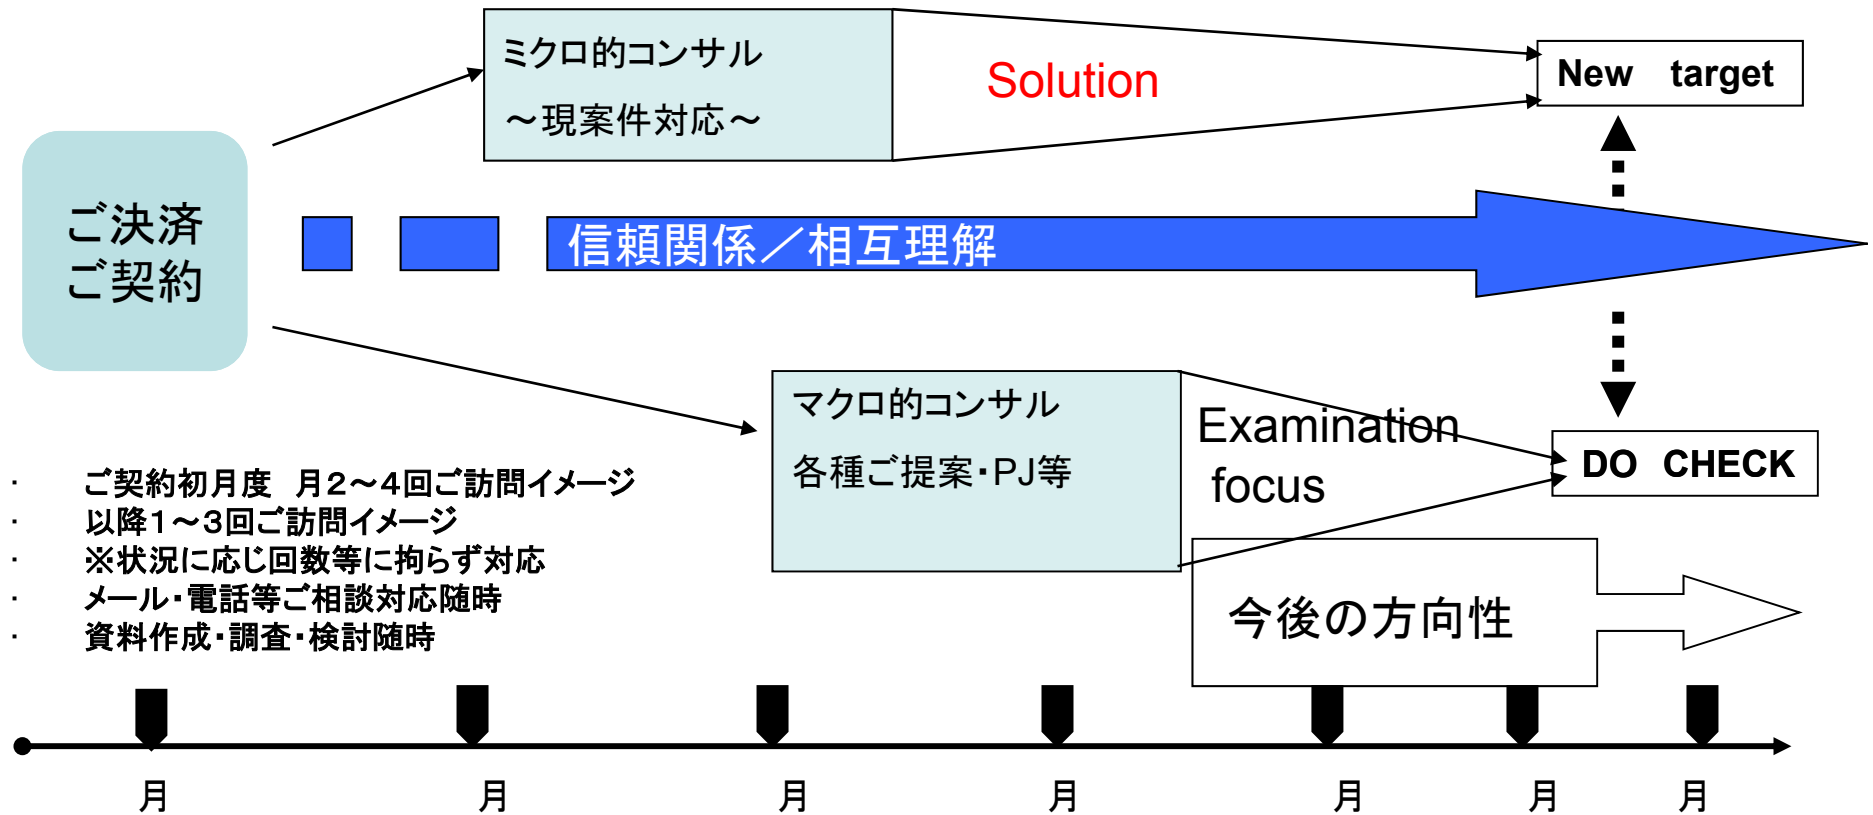 ミクロ的コンサル
～現案件対応～
Solution
New target
ご決済
ご契約
信頼関係／相互理解
マクロ的コンサル
各種ご提案・PJ等
Examination
focus
DO CHECK
・ ご契約初月度 月２～４回ご訪問イメージ
・ 以降１～３回ご訪問イメージ
・ ※状況に応じ回数等に拘らず対応
・ メール・電話等ご相談対応随時
・ 資料作成・調査・検討随時
今後の方向性
月 月 月 月 月 月 月